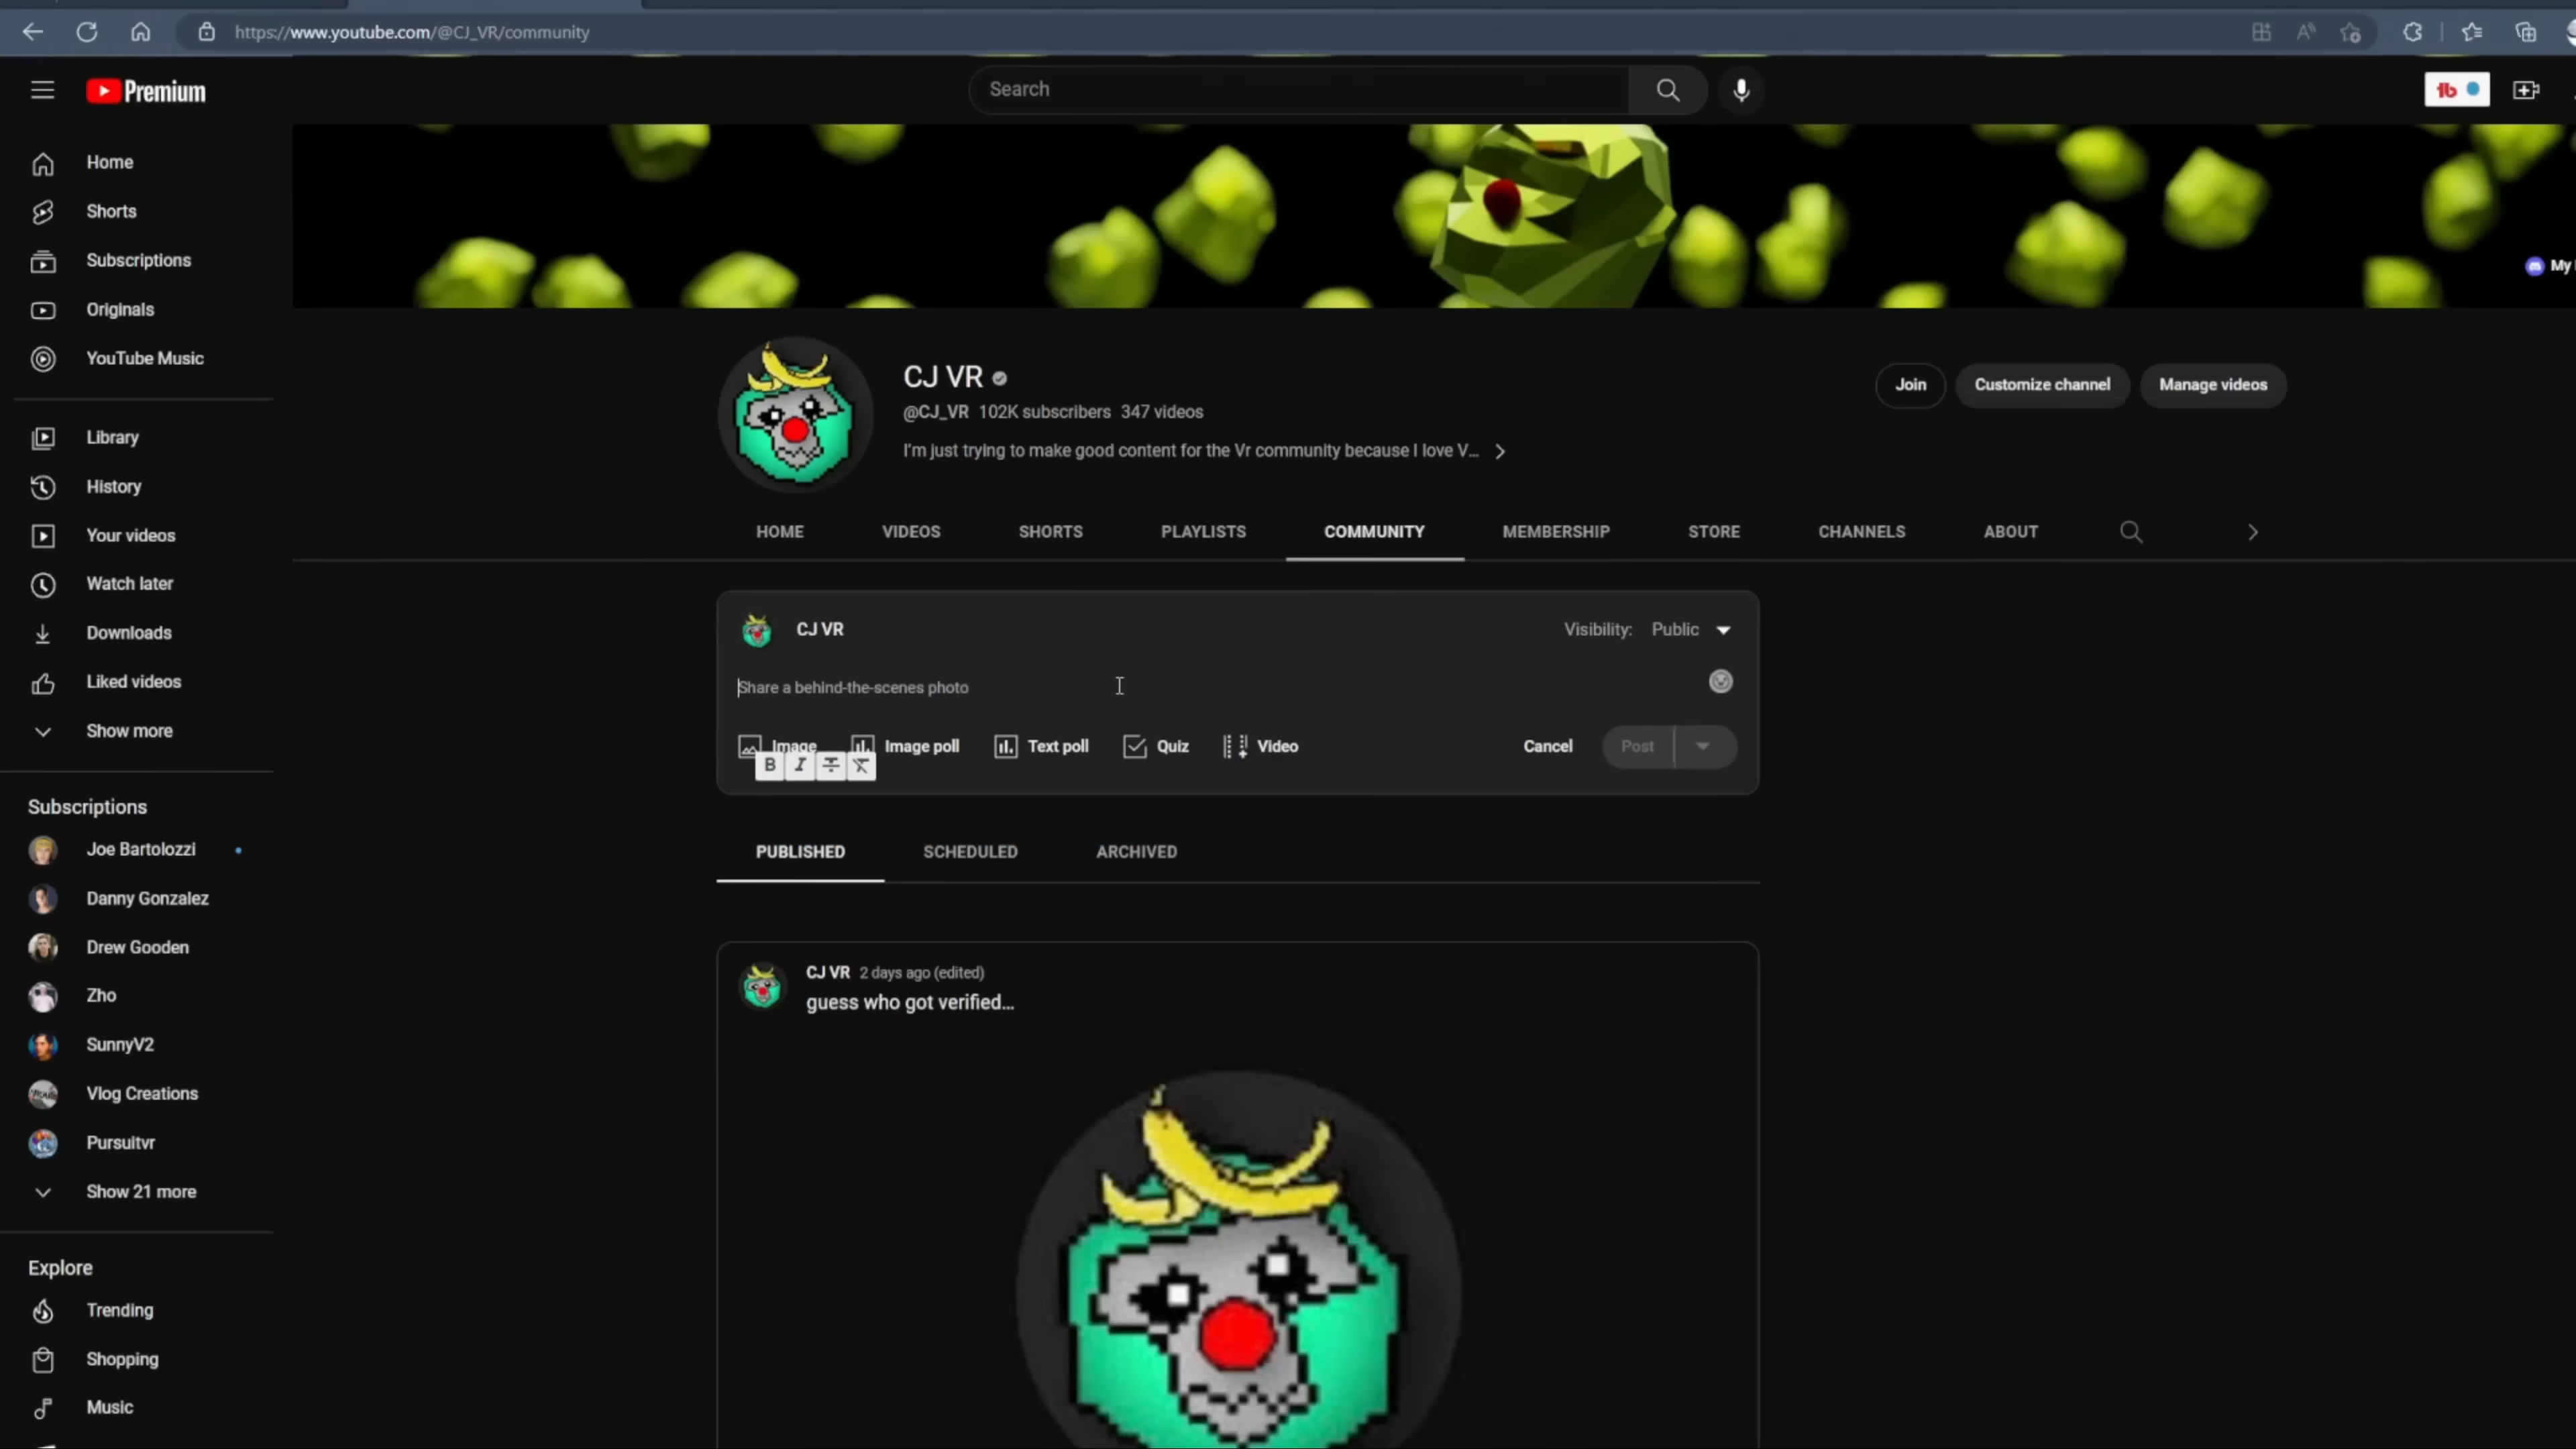 https://www.youtube.com/@CJ_VR/community
Premium
Search
Home
Shorts
Subscriptions
Originals
YouTube Music
Library
History
Your videos
Watch later
Downloads
Liked videos
Show more
Subscriptions
Joe Bartolozzi
Danny Gonzalez
Drew Gooden
Zho
SunnyV2
Vlog Creations
Pursuitvr
Show 21 more
Explore
Trending
Shopping
Music
My
CJ VR
@CJ_VR 102K subscribers 347 videos
I'm just trying to make good content for the Vr community because I love V...
Join Customize channel Manage videos
HOME VIDEOS SHORTS PLAYLISTS COMMUNITY MEMBERSHIP STORE CHANNELS ABOUT
CJ VR Visibility: Public
Share a behind-the-scenes photo
Image Image poll Text poll Quiz Video Cancel Post
B I
PUBLISHED SCHEDULED ARCHIVED
CJ VR 2 days ago (edited)
guess who got verified...